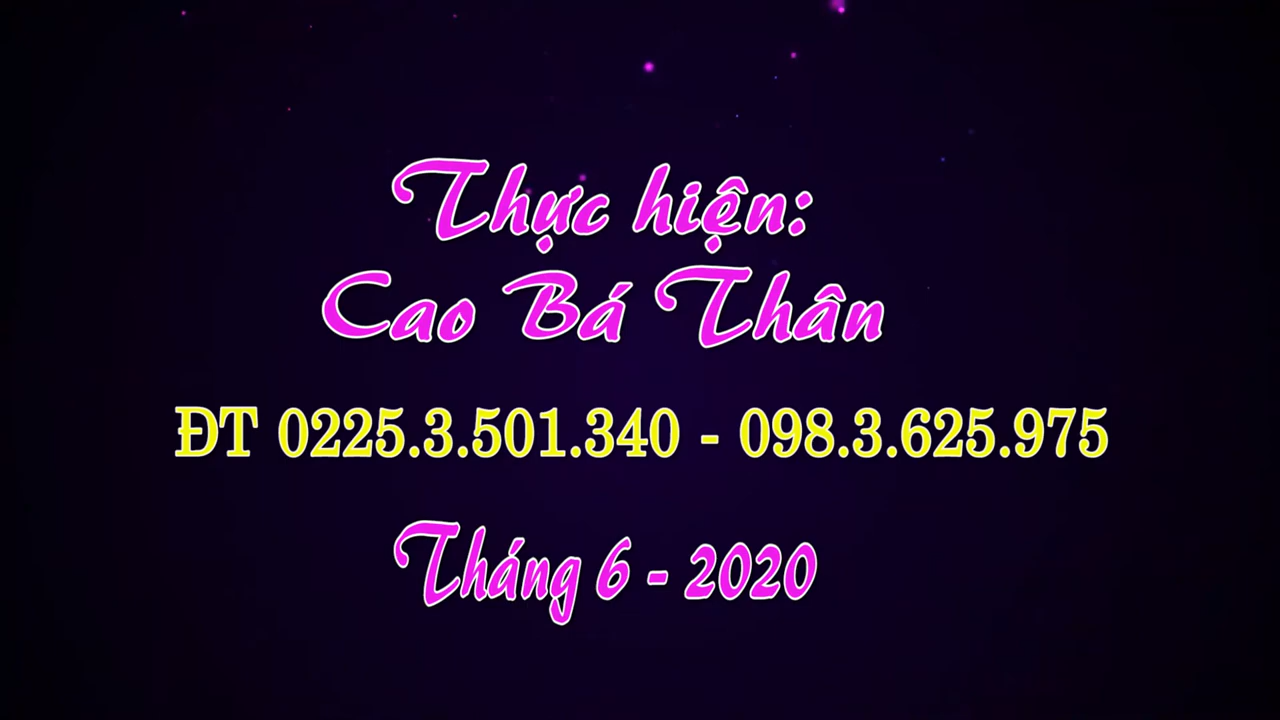 Thực hiện:
Cao Bá Thân
ĐT 0225.3.501.340 - 098.3.625.975
Tháng 6 - 2020